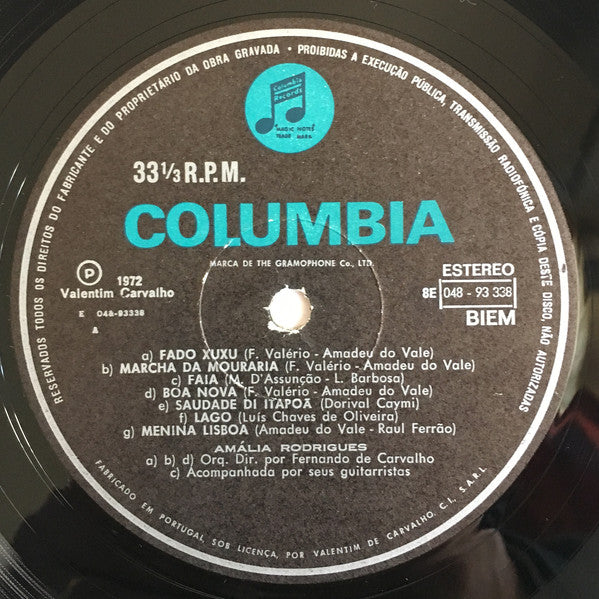 RESERVADOS TODOS OS DIREITOS DO FABRICANTE E DO PROPRIETÁRIO DA OBRA GRAVADA • PROIBIDAS A EXECUÇÃO PÚBLICA, TRANSMISSÃO RADIOFÓNICA E CÓPIA DESTE DISCO, NÃO AUTORIZADAS
Columbia
Records
"MAGIC NOTES"
TRADE MARK
33 1/3 R.P.M.
COLUMBIA
MARCA DE THE GRAMOPHONE Co., LTD.
P 1972
Valentim Carvalho
E 048-93338
A
ESTEREO
8E 048 - 93 338
BIEM
a) FADO XUXU (F. Valério - Amadeu do Vale)
b) MARCHA DA MOURARIA (F. Valério - Amadeu do Vale)
c) FAIA (M. D'Assunção - L. Barbosa)
d) BOA NOVA (F. Valério - Amadeu do Vale)
e) SAUDADE DI ITAPOÃ (Dorival Caymi)
f) LAGO (Luís Chaves de Oliveira)
g) MENINA LISBOA (Amadeu do Vale - Raul Ferrão)
AMÁLIA RODRIGUES
a) b) d) Orq. Dir. por Fernando de Carvalho
c) Acompanhada por seus guitarristas
FABRICADO EM PORTUGAL, SOB LICENÇA, POR VALENTIM DE CARVALHO, C.I., S.A.R.L.